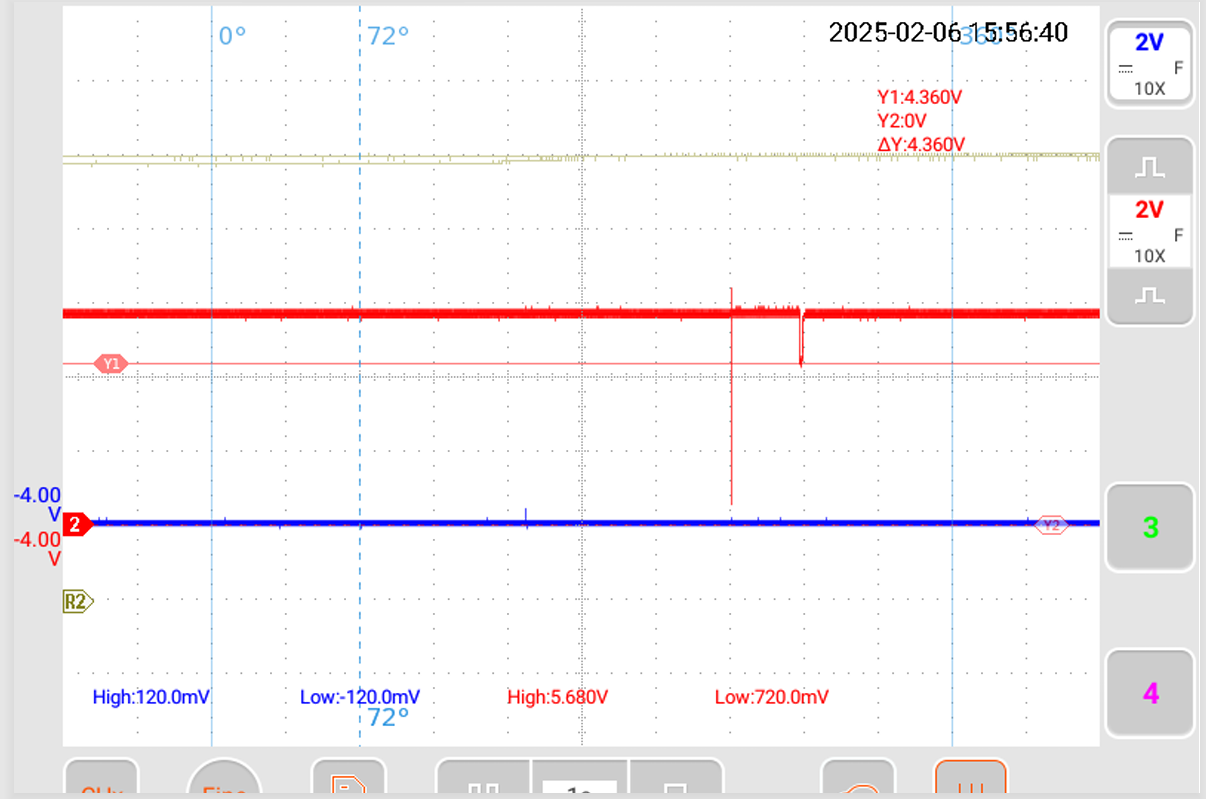 0°
72°
360°
2025-02-06 15:56:40
2V
F
10X
Y1:4.360V
Y2:0V
ΔY:4.360V
2V
F
10X
Y1
-4.00
V
2
-4.00
V
Y2
3
R2
High:120.0mV
Low:-120.0mV
High:5.680V
Low:720.0mV
72°
4